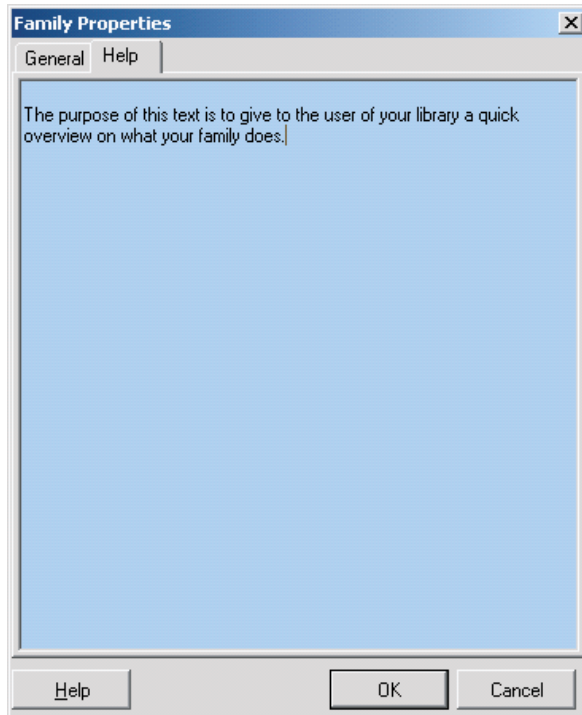 Family Properties
General Help
The purpose of this text is to give to the user of your library a quick
overview on what your family does.
Help OK Cancel